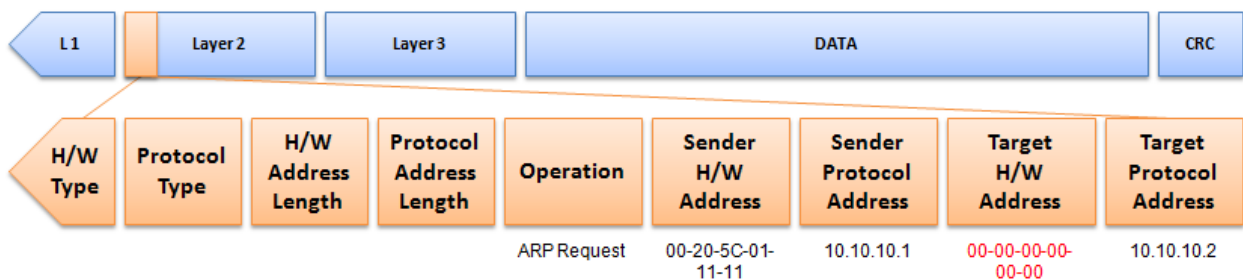 L1
Layer 2
Layer 3
DATA
CRC
H/W
Type
Protocol
Type
H/W
Address
Length
Protocol
Address
Length
Operation
Sender
H/W
Address
Sender
Protocol
Address
Target
H/W
Address
Target
Protocol
Address
ARP Request
00-20-5C-01-
11-11
10.10.10.1
00-00-00-00-
00-00
10.10.10.2